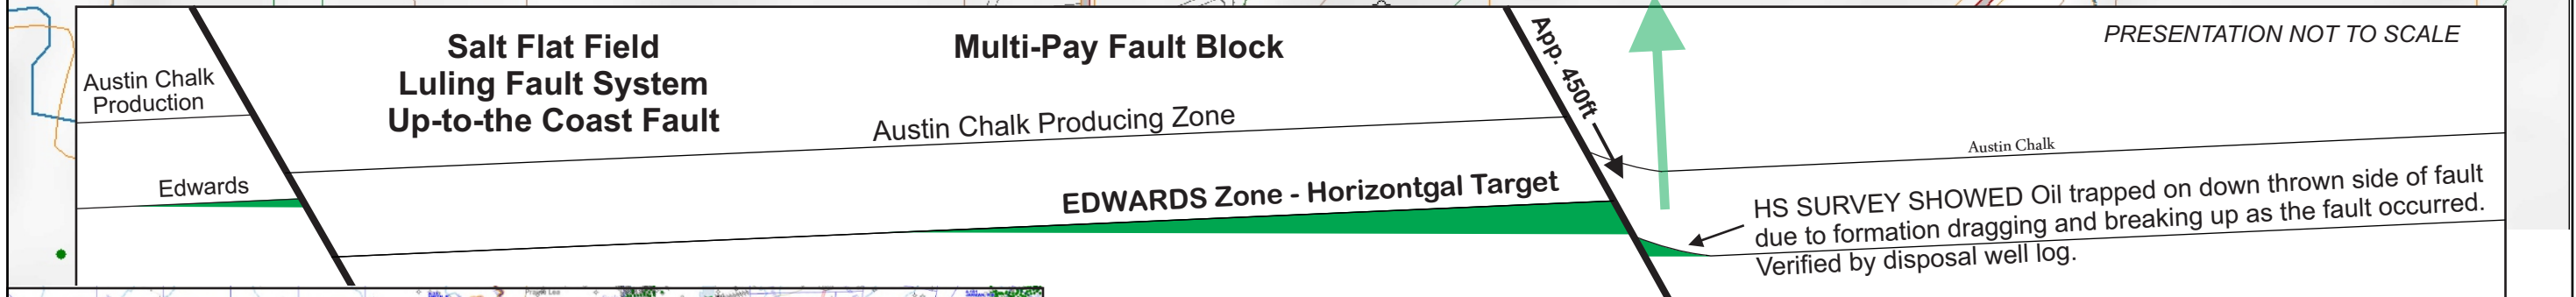 Austin Chalk
Production
Edwards
Salt Flat Field
Luling Fault System
Up-to-the Coast Fault
Multi-Pay Fault Block
Austin Chalk Producing Zone
EDWARDS Zone - Horizontgal Target
App. 450ft
PRESENTATION NOT TO SCALE
Austin Chalk
HS SURVEY SHOWED Oil trapped on down thrown side of fault
due to formation dragging and breaking up as the fault occurred.
Verified by disposal well log.